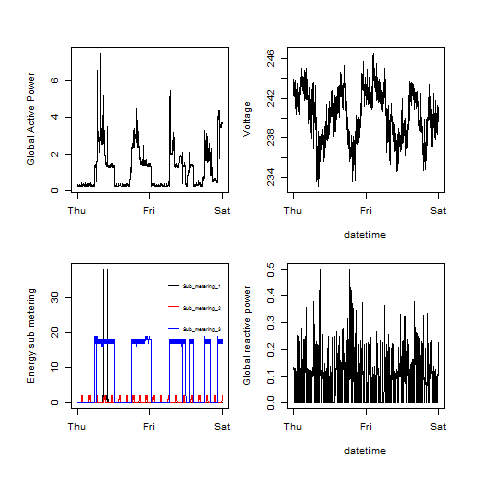 Global Active Power
0 2 4 6
Thu Fri Sat
Voltage
234 238 242 246
Thu Fri Sat
datetime
Energy sub metering
0 10 20 30
Sub_metering_1
Sub_metering_2
Sub_metering_3
Thu Fri Sat
Global reactive power
0.0 0.1 0.2 0.3 0.4 0.5
Thu Fri Sat
datetime